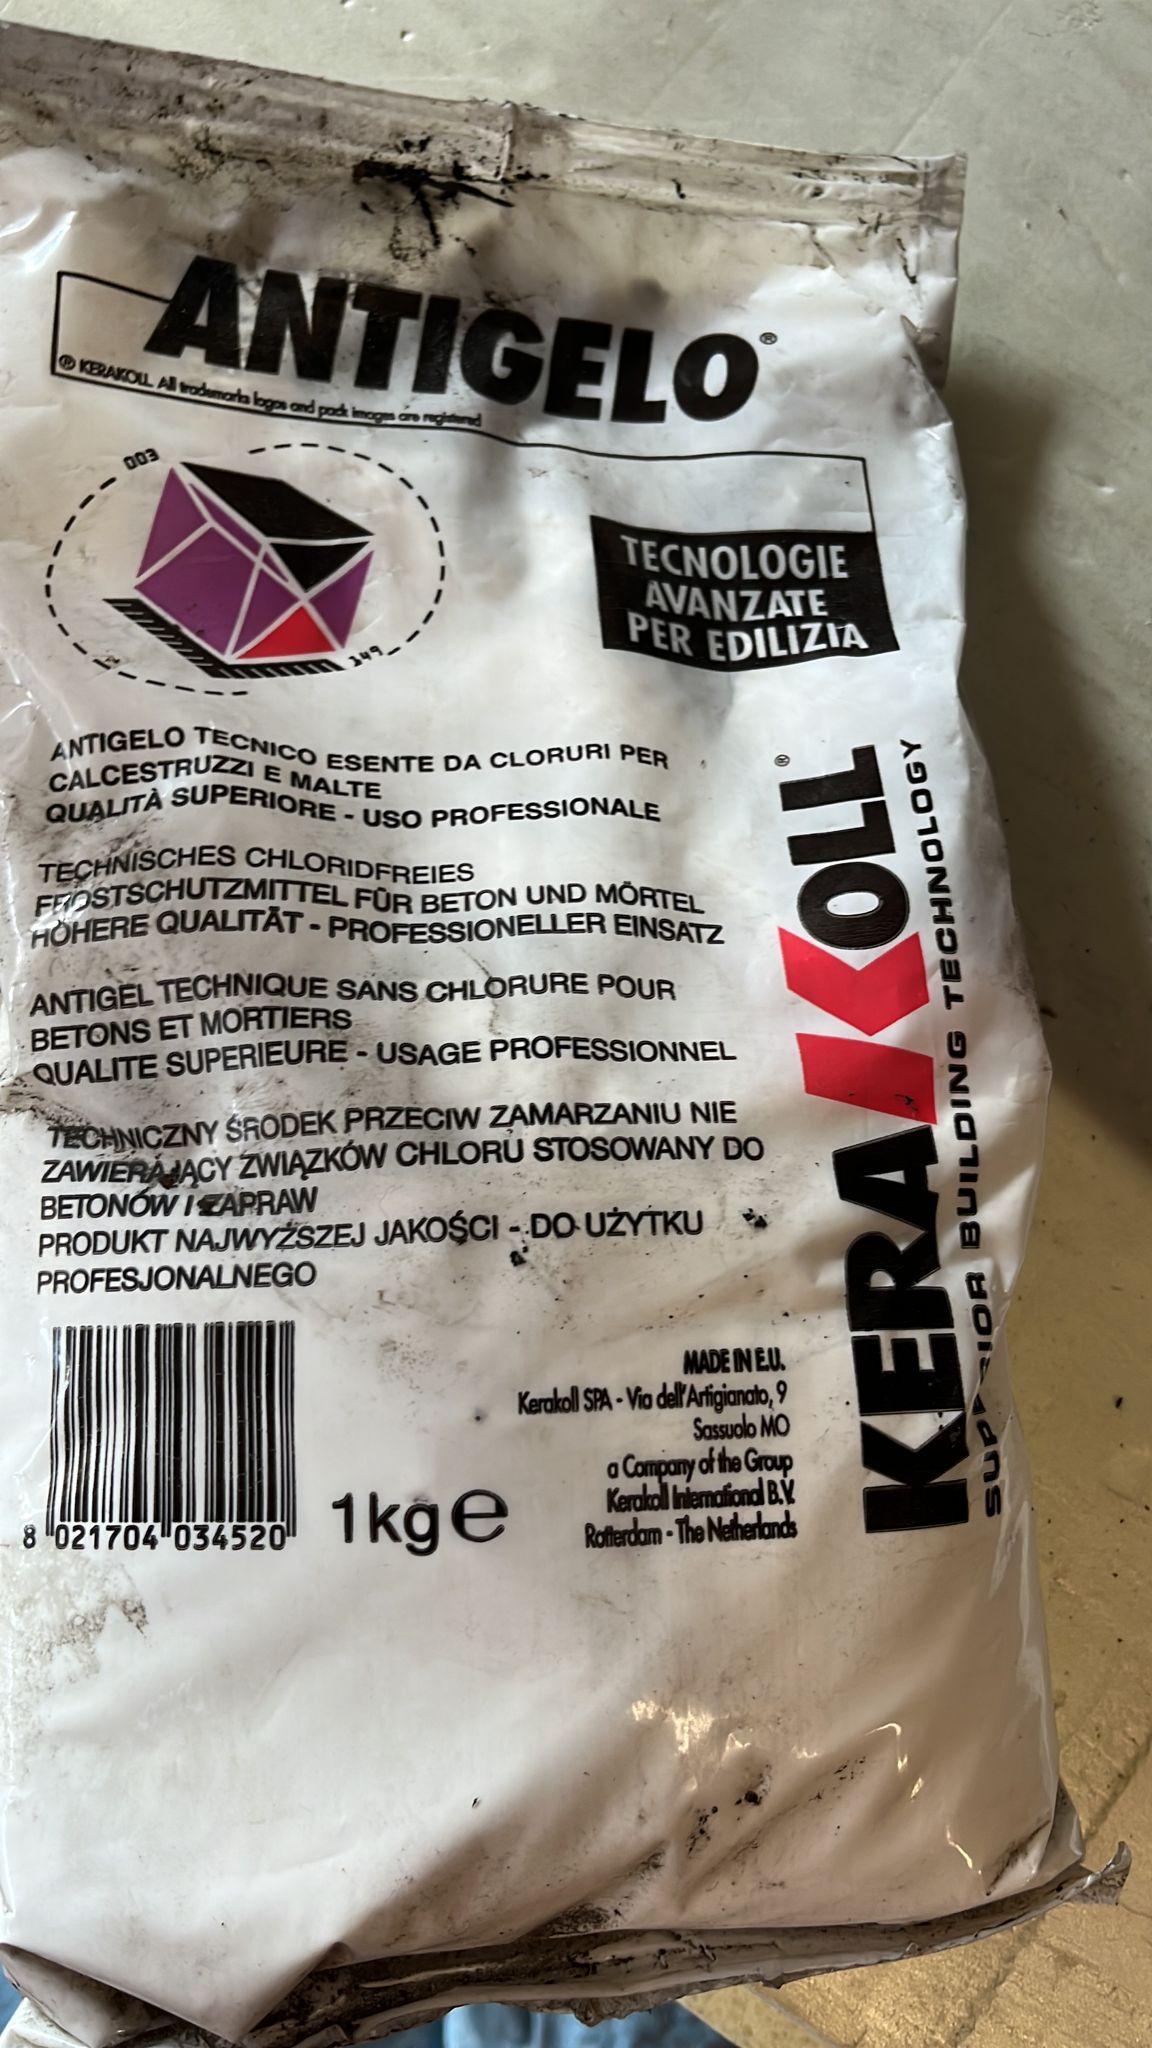 ANTIGELO®
® KERAKOLL. All trademarks logos and pack images are registered
003
149
TECNOLOGIE
AVANZATE
PER EDILIZIA
ANTIGELO TECNICO ESENTE DA CLORURI PER
CALCESTRUZZI E MALTE
QUALITÀ SUPERIORE - USO PROFESSIONALE
TECHNISCHES CHLORIDFREIES
FROSTSCHUTZMITTEL FÜR BETON UND MÖRTEL
HÖHERE QUALITÄT - PROFESSIONELLER EINSATZ
ANTIGEL TECHNIQUE SANS CHLORURE POUR
BETONS ET MORTIERS
QUALITE SUPERIEURE - USAGE PROFESSIONNEL
TECHNICZNY ŚRODEK PRZECIW ZAMARZANIU NIE
ZAWIERAJĄCY ZWIĄZKÓW CHLORU STOSOWANY DO
BETONÓW I ZAPRAW
PRODUKT NAJWYŻSZEJ JAKOŚCI - DO UŻYTKU
PROFESJONALNEGO
KERAKOLL®
SUPERIOR BUILDING TECHNOLOGY
8 021704 034520
1kg e
MADE IN E.U.
Kerakoll SPA - Via dell'Artigianato, 9
Sassuolo MO
a Company of the Group
Kerakoll International B.V.
Rotterdam - The Netherlands